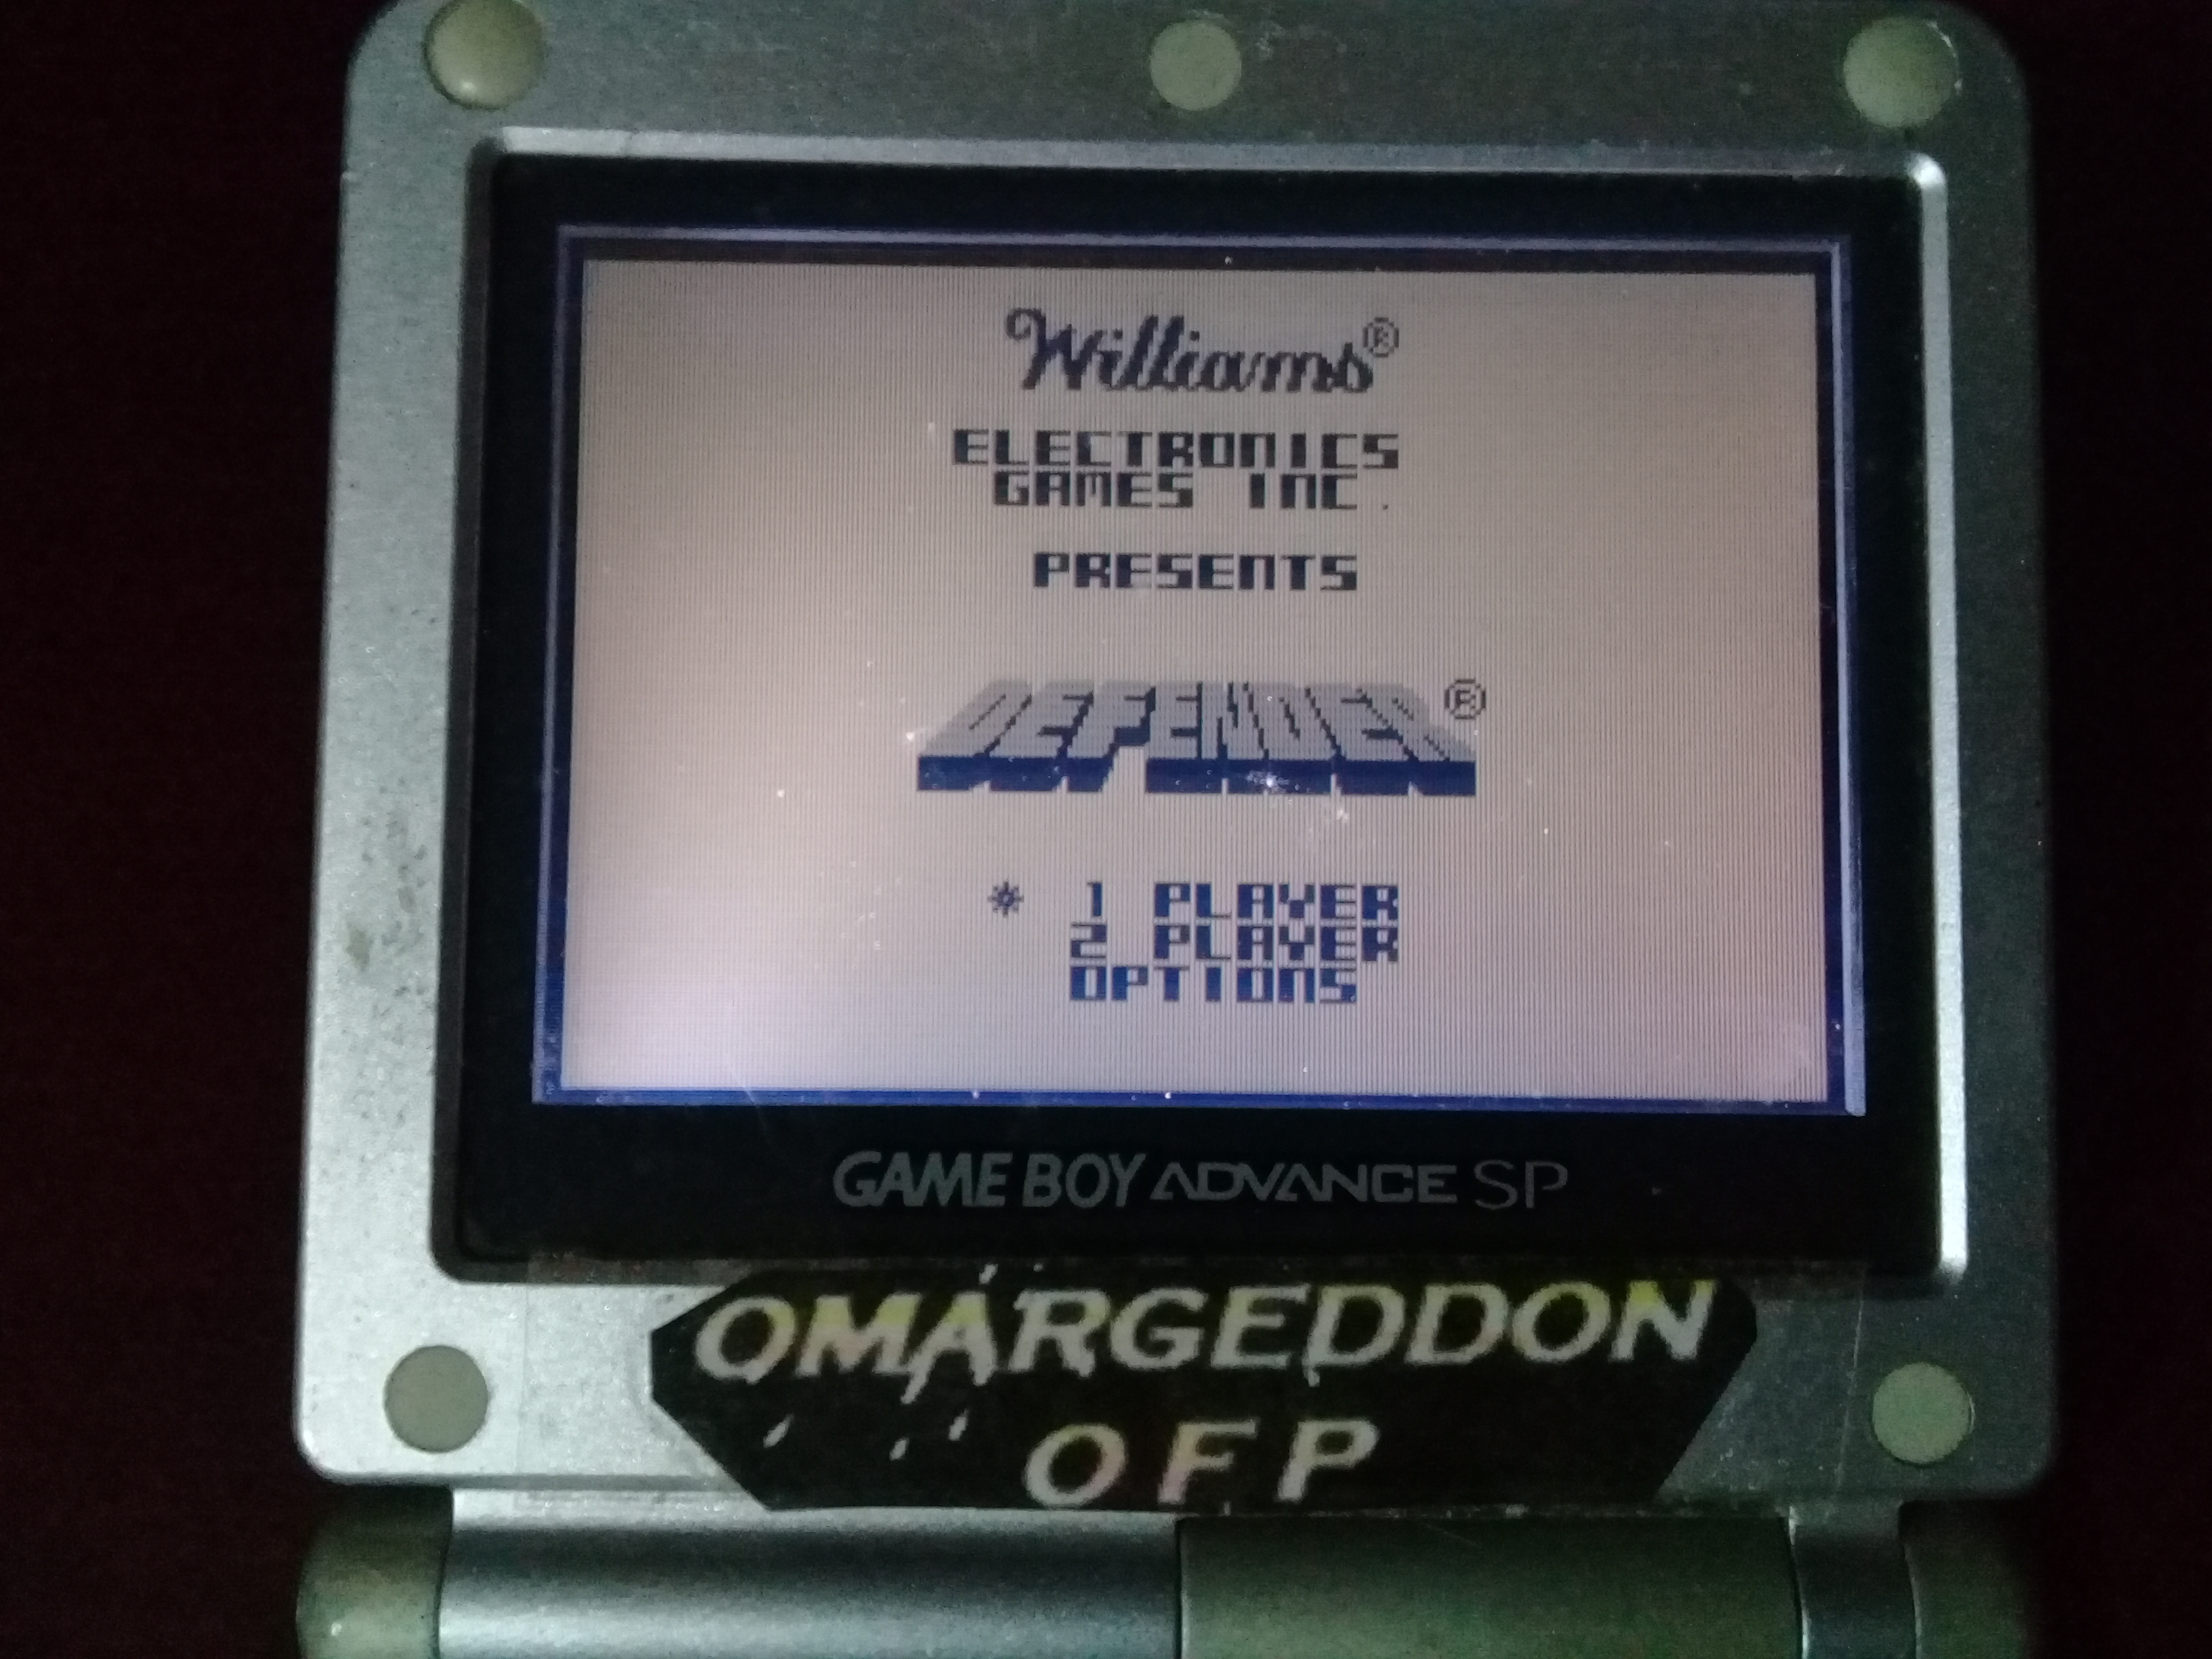 Williams®
ELECTRONICS
GAMES INC.
PRESENTS
DEFENDER®
* 1 PLAYER
2 PLAYER
OPTIONS
GAME BOY ADVANCE SP
OMARGEDDON
OFP